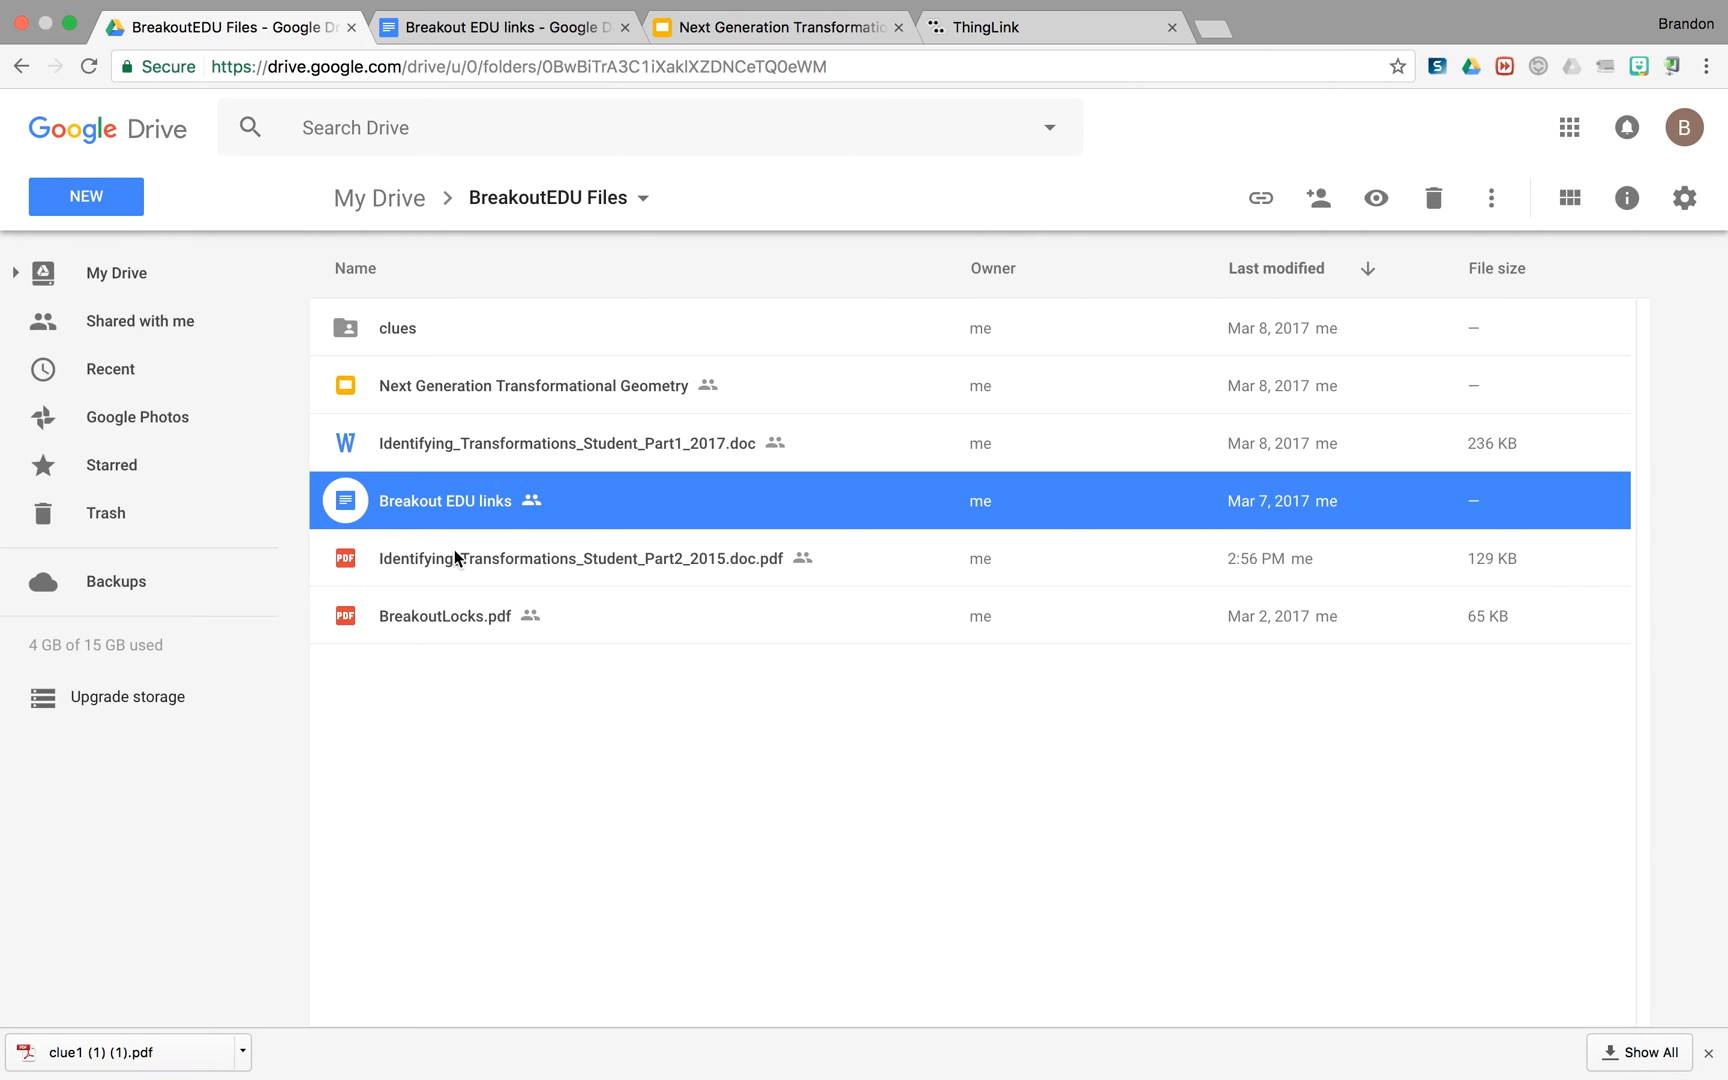 BreakoutEDU Files - Google Dr
Breakout EDU links - Google D
Next Generation Transformatio
ThingLink
Brandon
Secure https://drive.google.com/drive/u/0/folders/0BwBiTrA3C1iXaklXZDNCeTQ0eWM
Google Drive
Search Drive
B
NEW
My Drive > BreakoutEDU Files
My Drive
Shared with me
Recent
Google Photos
Starred
Trash
Backups
4 GB of 15 GB used
Upgrade storage
Name Owner Last modified File size
clues me Mar 8, 2017 me —
Next Generation Transformational Geometry me Mar 8, 2017 me —
W Identifying_Transformations_Student_Part1_2017.doc me Mar 8, 2017 me 236 KB
Breakout EDU links me Mar 7, 2017 me —
PDF Identifying_Transformations_Student_Part2_2015.doc.pdf me 2:56 PM me 129 KB
PDF BreakoutLocks.pdf me Mar 2, 2017 me 65 KB
clue1 (1) (1).pdf
Show All